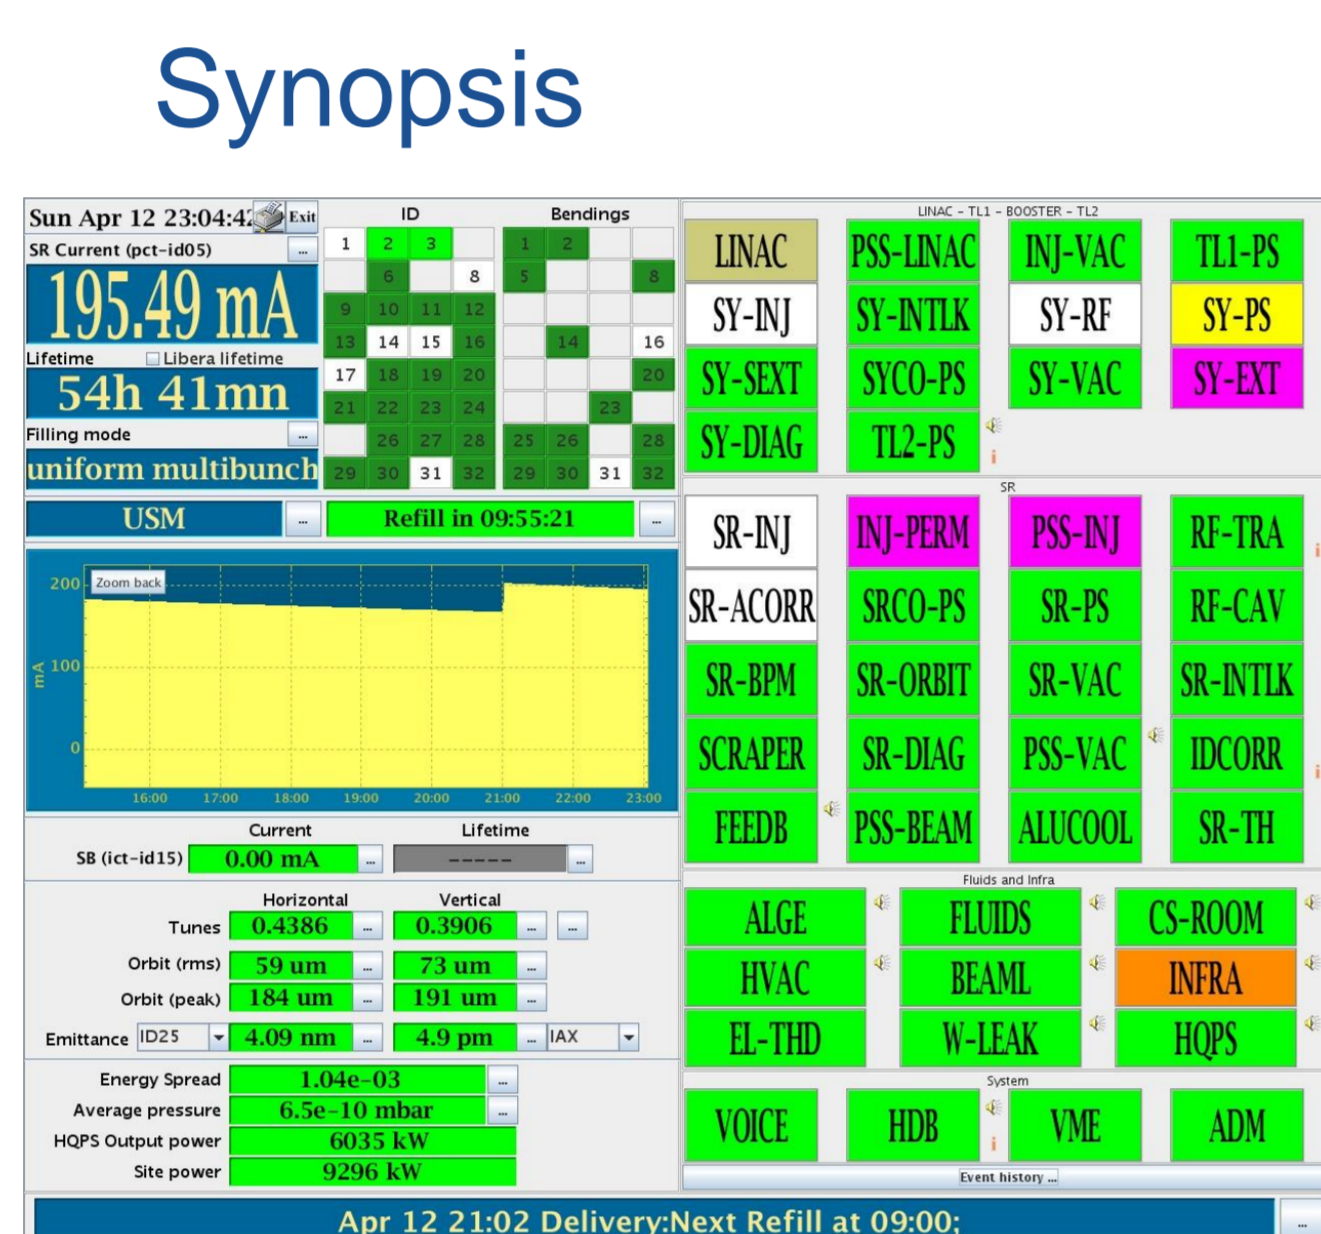 Synopsis
Sun Apr 12 23:04:42 Exit
SR Current (pct-id05) ...
195.49 mA
Lifetime Libera lifetime
54h 41mn
Filling mode ...
uniform multibunch
USM ... Refill in 09:55:21 ...
ID
1 2 3
6 8
9 10 11 12
13 14 15 16
17 18 19 20
21 22 23 24
26 27 28
29 30 31 32
Bendings
1 2
5 8
14 16
20
23
25 26 28
29 30 31 32
Zoom back
mA
200
100
0
16:00 17:00 18:00 19:00 20:00 21:00 22:00 23:00
Current Lifetime
SB (ict-id15) 0.00 mA ... ----- ...
Horizontal Vertical
Tunes 0.4386 ... 0.3906 ... ...
Orbit (rms) 59 um ... 73 um ...
Orbit (peak) 184 um ... 191 um ...
Emittance ID25 4.09 nm ... 4.9 pm ... IAX
Energy Spread 1.04e-03 ...
Average pressure 6.5e-10 mbar ...
HQPS Output power 6035 kW
Site power 9296 kW
LINAC - TL1 - BOOSTER - TL2
LINAC PSS-LINAC INJ-VAC TL1-PS
SY-INJ SY-INTLK SY-RF SY-PS
SY-SEXT SYCO-PS SY-VAC SY-EXT
SY-DIAG TL2-PS i
SR
SR-INJ INJ-PERM PSS-INJ RF-TRA i
SR-ACORR SRCO-PS SR-PS RF-CAV
SR-BPM SR-ORBIT SR-VAC SR-INTLK
SCRAPER SR-DIAG PSS-VAC IDCORR i
FEEDB PSS-BEAM ALUCOOL SR-TH
Fluids and Infra
ALGE FLUIDS CS-ROOM
HVAC BEAML INFRA
EL-THD W-LEAK HQPS
System
VOICE HDB i VME ADM
Event history ...
Apr 12 21:02 Delivery:Next Refill at 09:00; ...